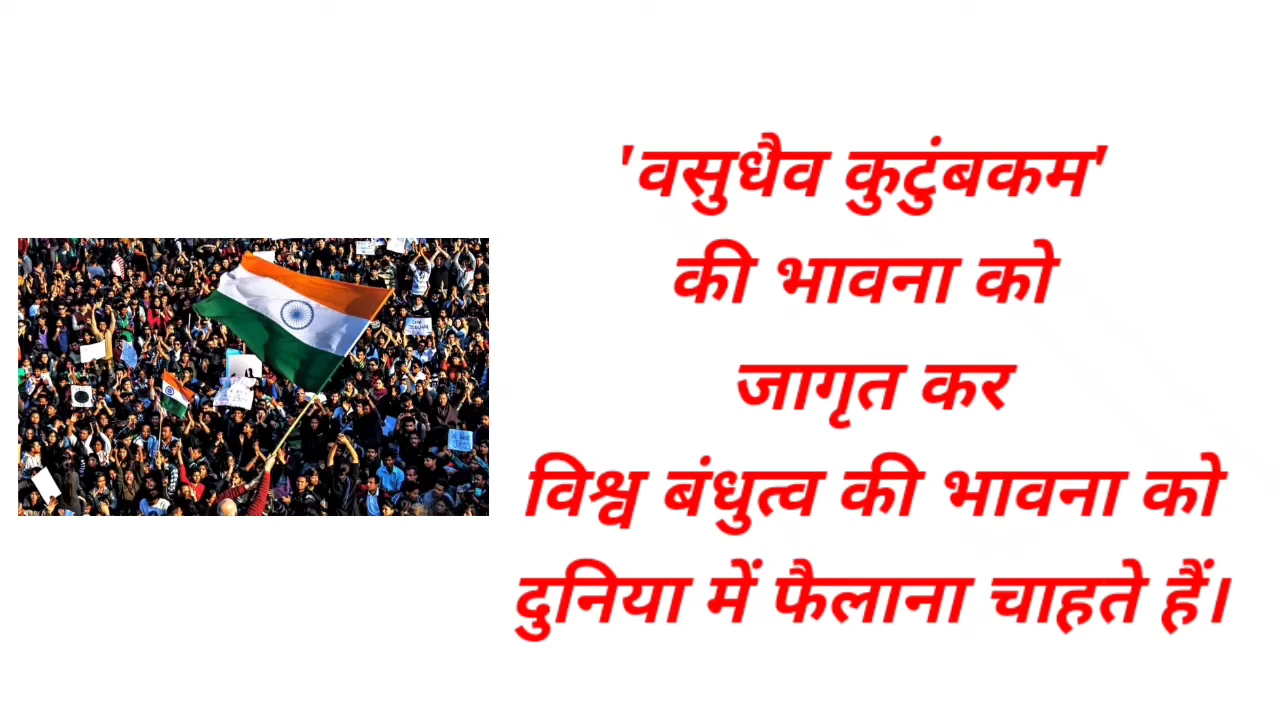 'वसुधैव कुटुंबकम'
की भावना को
जागृत कर
विश्व बंधुत्व की भावना को
दुनिया में फैलाना चाहते हैं।